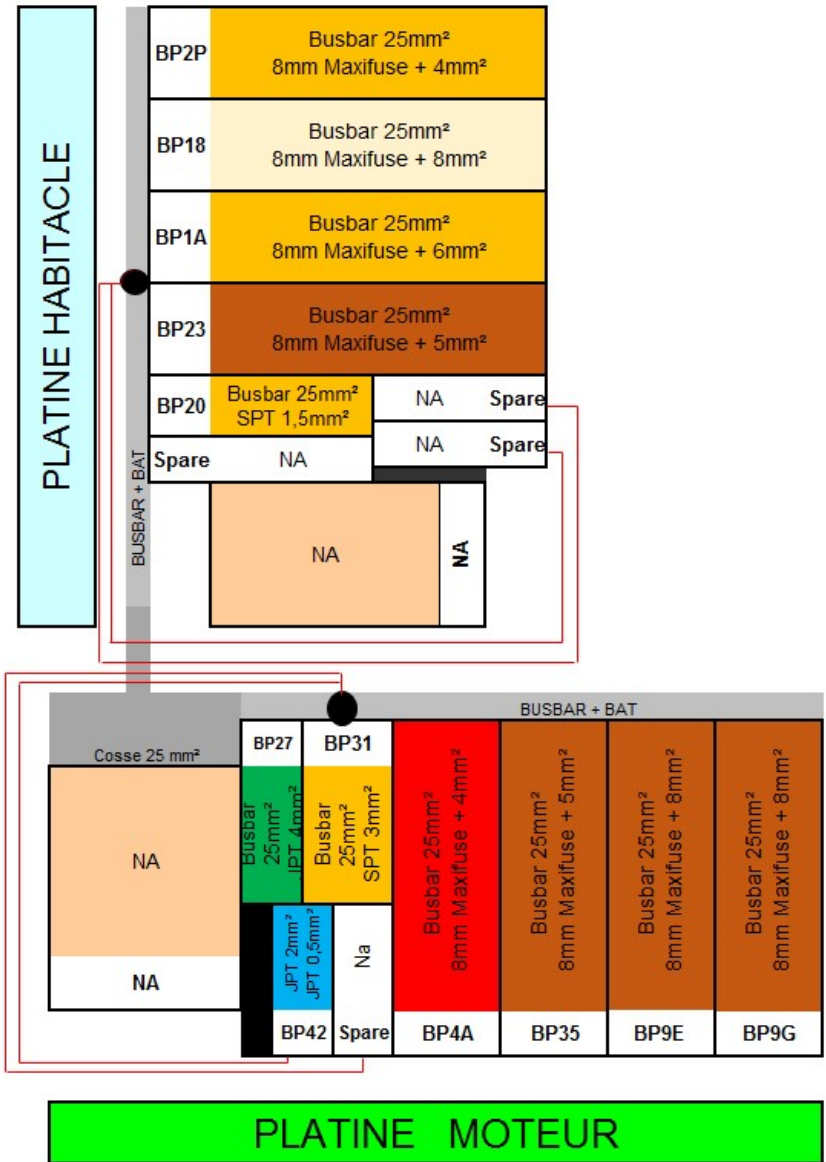 PLATINE HABITACLE
BUSBAR + BAT
BP2P
Busbar 25mm²
8mm Maxifuse + 4mm²
BP18
Busbar 25mm²
8mm Maxifuse + 8mm²
BP1A
Busbar 25mm²
8mm Maxifuse + 6mm²
BP23
Busbar 25mm²
8mm Maxifuse + 5mm²
BP20
Busbar 25mm²
SPT 1,5mm²
NA Spare
NA Spare
Spare NA
NA
NA
BUSBAR + BAT
Cosse 25 mm²
NA
NA
BP27
Busbar
25mm²
JPT 4mm²
BP31
Busbar
25mm²
SPT 3mm²
JPT 2mm²
JPT 0,5mm²
BP42
Na
Spare
Busbar 25mm²
8mm Maxifuse + 4mm²
BP4A
Busbar 25mm²
8mm Maxifuse + 5mm²
BP35
Busbar 25mm²
8mm Maxifuse + 8mm²
BP9E
Busbar 25mm²
8mm Maxifuse + 8mm²
BP9G
PLATINE MOTEUR